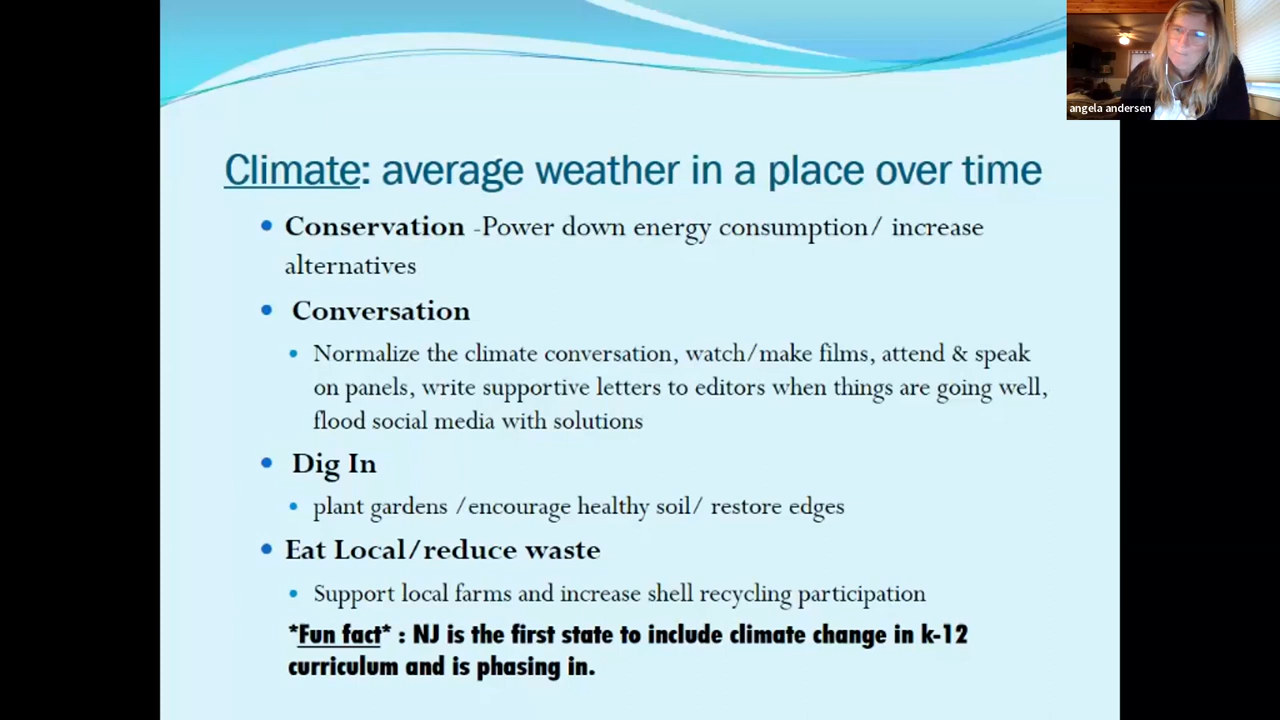 angela andersen
Climate: average weather in a place over time
Conservation -Power down energy consumption/ increase
alternatives
Conversation
Normalize the climate conversation, watch/make films, attend & speak
on panels, write supportive letters to editors when things are going well,
flood social media with solutions
Dig In
plant gardens /encourage healthy soil/ restore edges
Eat Local/reduce waste
Support local farms and increase shell recycling participation
*Fun fact* : NJ is the first state to include climate change in k-12
curriculum and is phasing in.